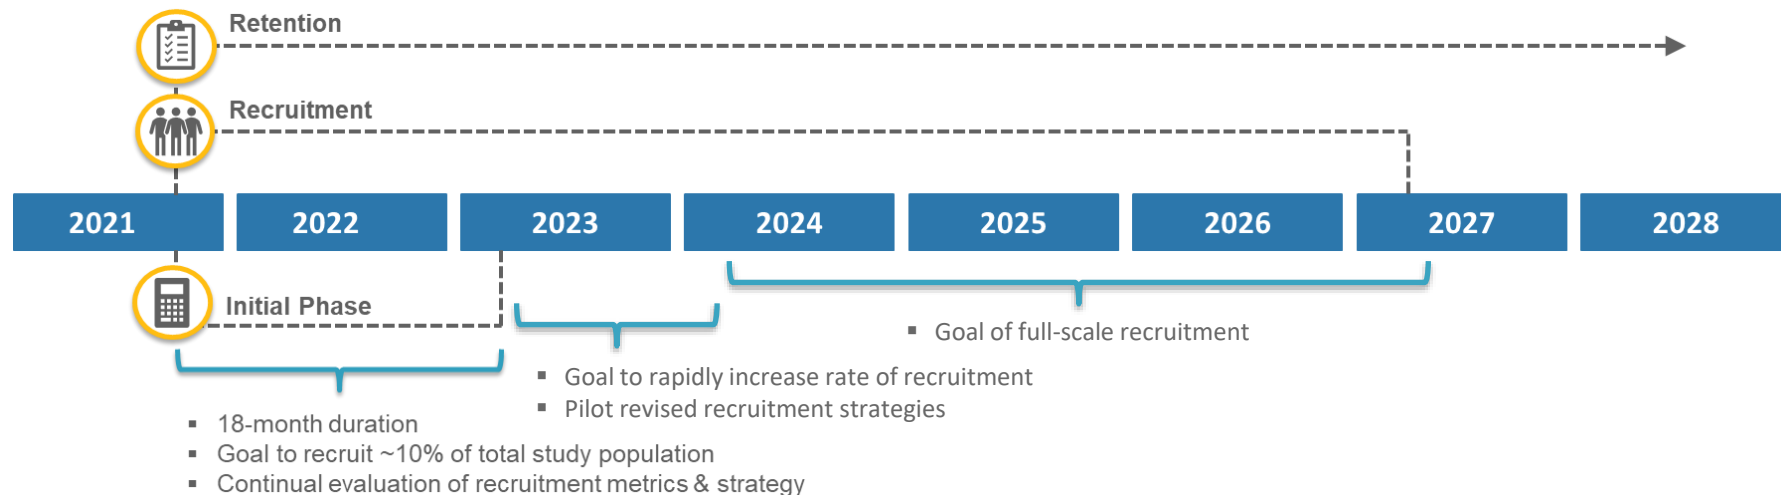 Retention
Recruitment
2021 2022 2023 2024 2025 2026 2027 2028
Initial Phase
▪ 18-month duration
▪ Goal to recruit ~10% of total study population
▪ Continual evaluation of recruitment metrics & strategy
▪ Goal to rapidly increase rate of recruitment
▪ Pilot revised recruitment strategies
▪ Goal of full-scale recruitment